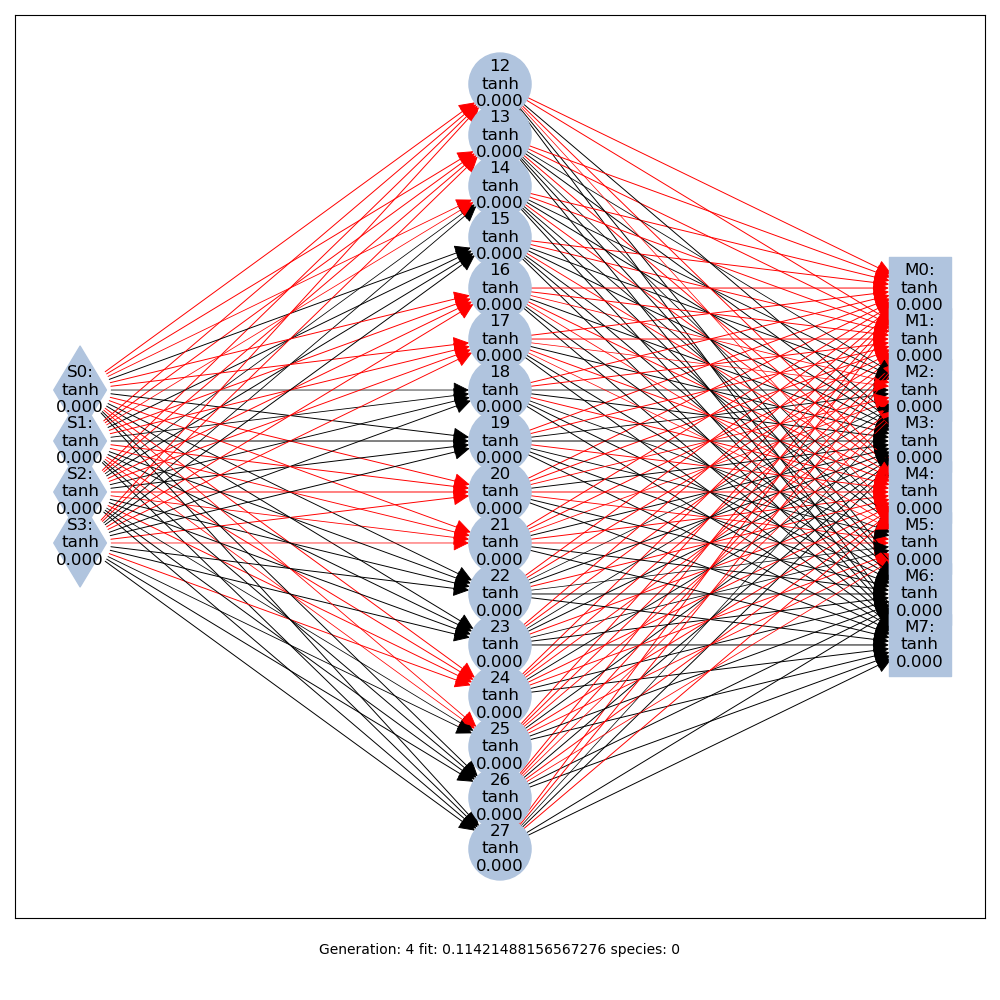 S0:
tanh
0.000
S1:
tanh
0.000
S2:
tanh
0.000
S3:
tanh
0.000
12
tanh
0.000
13
tanh
0.000
14
tanh
0.000
15
tanh
0.000
16
tanh
0.000
17
tanh
0.000
18
tanh
0.000
19
tanh
0.000
20
tanh
0.000
21
tanh
0.000
22
tanh
0.000
23
tanh
0.000
24
tanh
0.000
25
tanh
0.000
26
tanh
0.000
27
tanh
0.000
M0:
tanh
0.000
M1:
tanh
0.000
M2:
tanh
0.000
M3:
tanh
0.000
M4:
tanh
0.000
M5:
tanh
0.000
M6:
tanh
0.000
M7:
tanh
0.000
Generation: 4 fit: 0.11421488156567276 species: 0